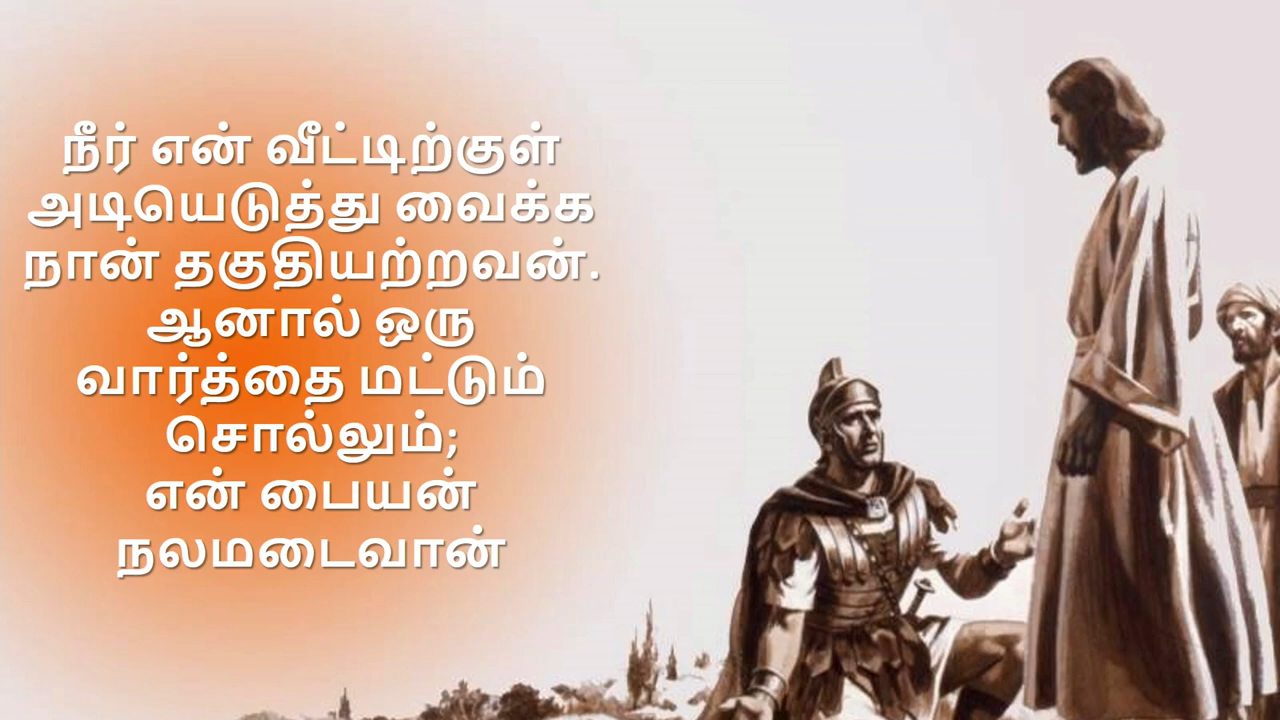 நீர் என் வீட்டிற்குள்
அடியெடுத்து வைக்க
நான் தகுதியற்றவன்.
ஆனால் ஒரு
வார்த்தை மட்டும்
சொல்லும்;
என் பையன்
நலமடைவான்